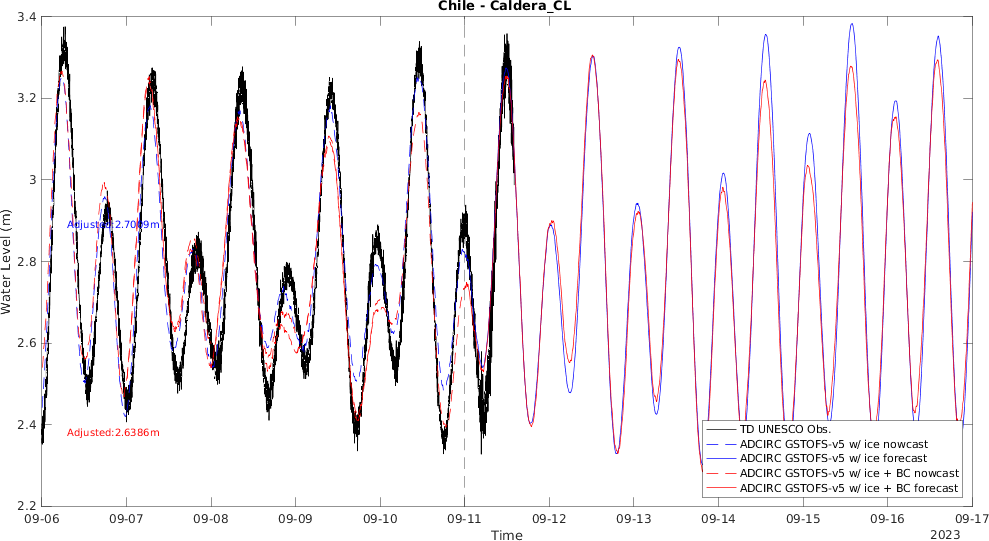 Chile - Caldera_CL
3.4
3.2
3
2.8
2.6
2.4
2.2
Water Level (m)
Adjusted:2.7009m
Adjusted:2.6386m
TD UNESCO Obs.
ADCIRC GSTOFS-v5 w/ ice nowcast
ADCIRC GSTOFS-v5 w/ ice forecast
ADCIRC GSTOFS-v5 w/ ice + BC nowcast
ADCIRC GSTOFS-v5 w/ ice + BC forecast
09-06 09-07 09-08 09-09 09-10 09-11 09-12 09-13 09-14 09-15 09-16 09-17
Time
2023